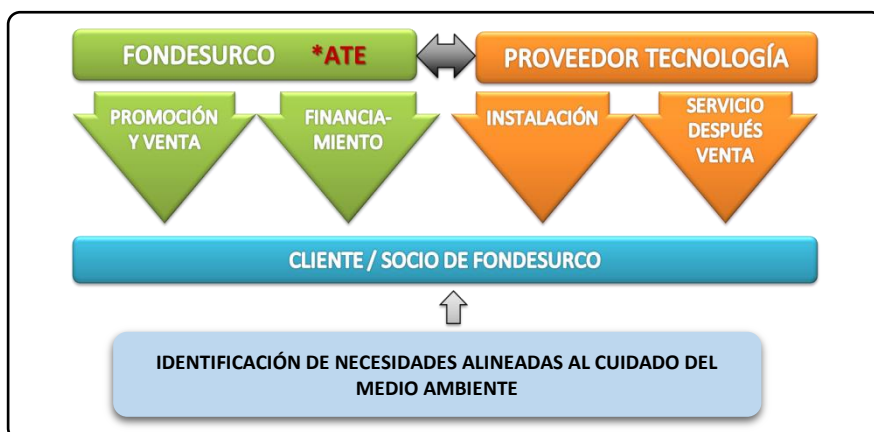 FONDESURCO *ATE
PROVEEDOR TECNOLOGÍA
PROMOCIÓN
Y VENTA
FINANCIA-
MIENTO
INSTALACIÓN
SERVICIO
DESPUÉS
VENTA
CLIENTE / SOCIO DE FONDESURCO
IDENTIFICACIÓN DE NECESIDADES ALINEADAS AL CUIDADO DEL
MEDIO AMBIENTE